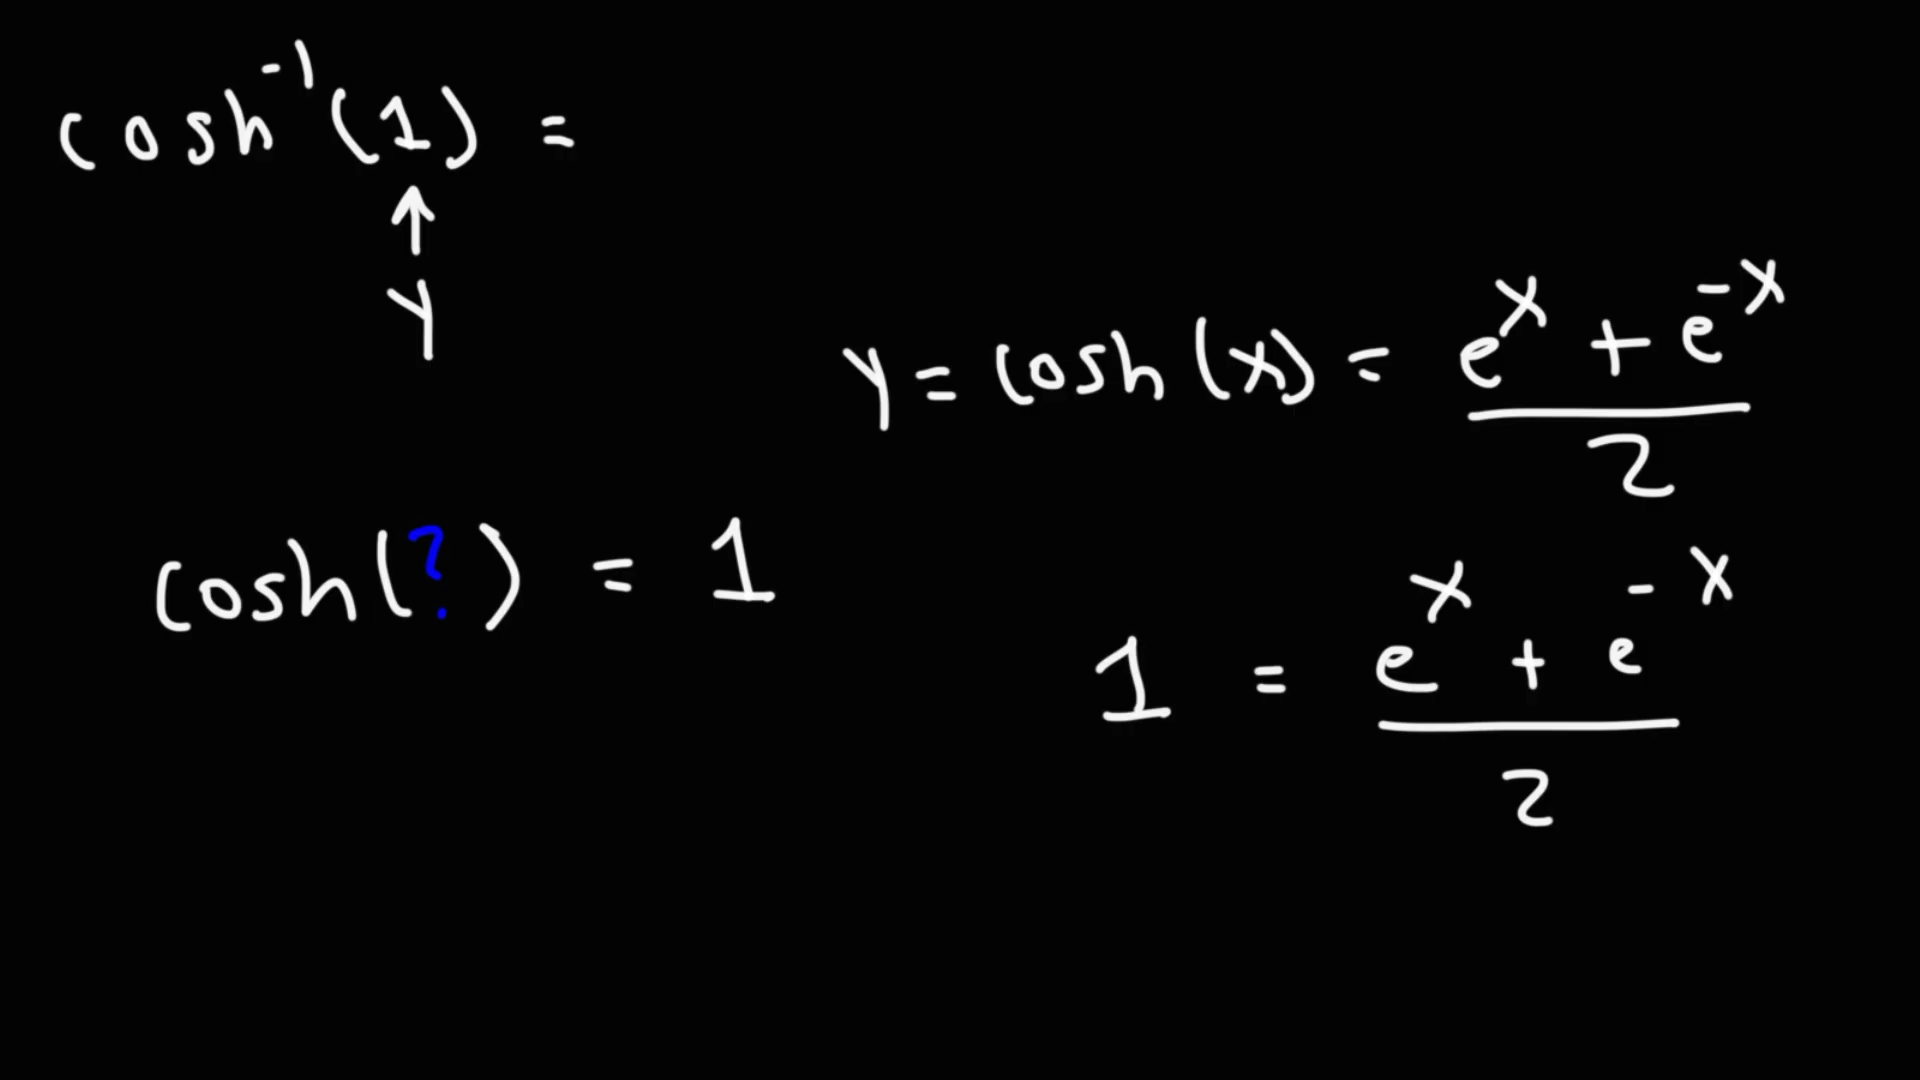 cosh⁻¹(1) =
↑
y
y = cosh(x) = (eˣ + e⁻ˣ)/2
cosh(?) = 1
1 = (eˣ + e⁻ˣ)/2